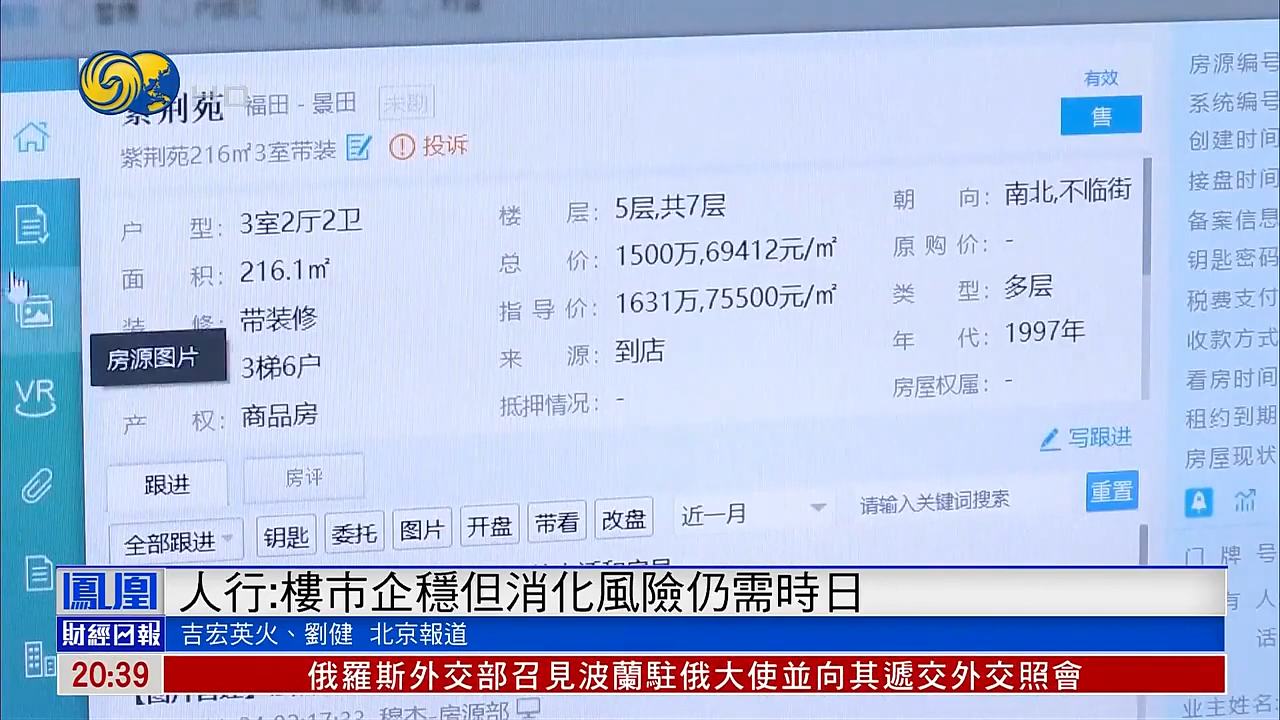 有效
紫荆苑 福田 - 景田 未勘
售
紫荆苑216㎡3室带装 投诉
户型: 3室2厅2卫
楼层: 5层,共7层
朝向: 南北,不临街
面积: 216.1㎡
总价: 1500万,69412元/㎡
原购价: -
装修: 带装修
指导价: 1631万,75500元/㎡
类型: 多层
房源图片
3梯6户
来源: 到店
年代: 1997年
产权: 商品房
抵押情况: -
房屋权属: -
写跟进
跟进 房评
全部跟进 钥匙 委托 图片 开盘 带看 改盘 近一月 请输入关键词搜索 重置
VR
房源编号
系统编号
创建时间
接盘时间
备案信息
钥匙密码
税费支付
收款方式
看房时间
租约到期
房屋现状
门牌号
业主姓名
鳳凰 人行:樓市企穩但消化風險仍需時日
財經日報 吉宏英火、劉健 北京報道
20:39 俄羅斯外交部召見波蘭駐俄大使並向其遞交外交照會